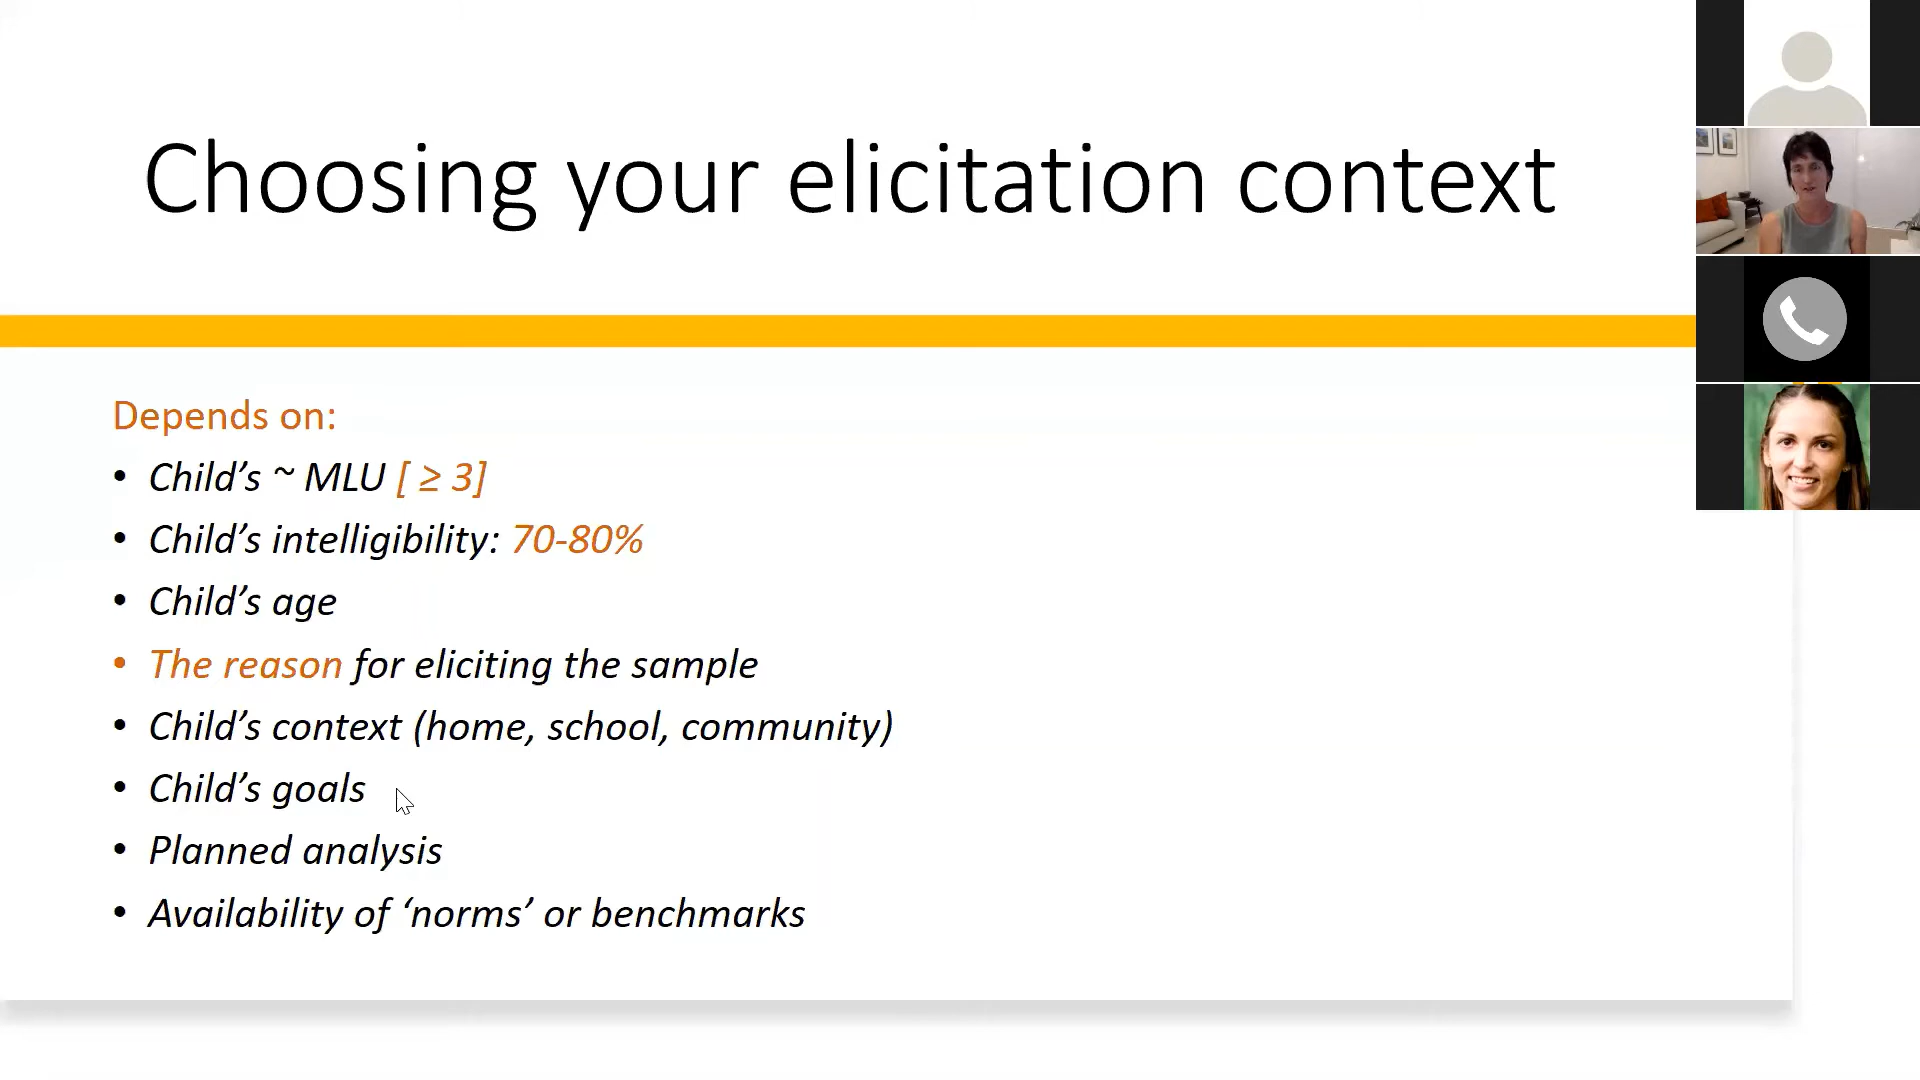 Choosing your elicitation context
Depends on:
• Child’s ~ MLU [ ≥ 3]
• Child’s intelligibility: 70-80%
• Child’s age
• The reason for eliciting the sample
• Child’s context (home, school, community)
• Child’s goals
• Planned analysis
• Availability of ‘norms’ or benchmarks